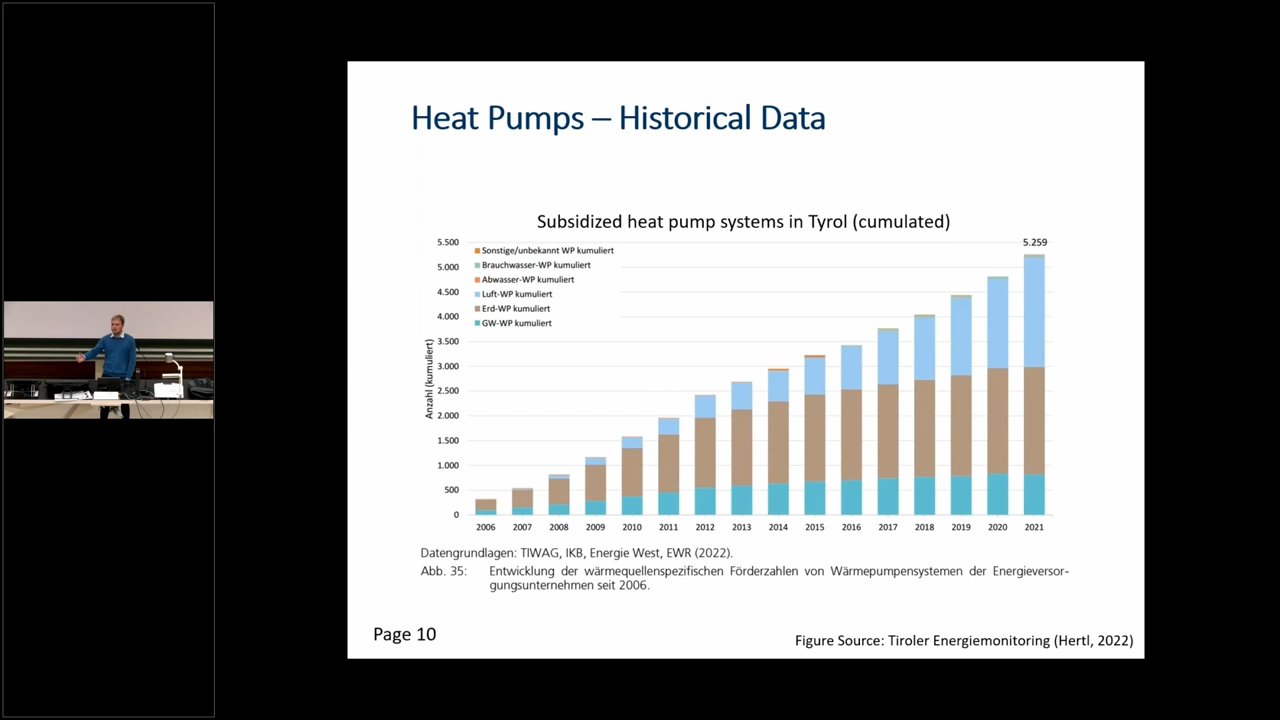 Heat Pumps – Historical Data
Subsidized heat pump systems in Tyrol (cumulated)
5.500
5.000
4.500
4.000
3.500
3.000
2.500
2.000
1.500
1.000
500
0
Anzahl (kumuliert)
Sonstige/unbekannt WP kumuliert
Brauchwasser-WP kumuliert
Abwasser-WP kumuliert
Luft-WP kumuliert
Erd-WP kumuliert
GW-WP kumuliert
5.259
2006 2007 2008 2009 2010 2011 2012 2013 2014 2015 2016 2017 2018 2019 2020 2021
Datengrundlagen: TIWAG, IKB, Energie West, EWR (2022).
Abb. 35: Entwicklung der wärmequellenspezifischen Förderzahlen von Wärmepumpensystemen der Energieversor-
gungsunternehmen seit 2006.
Page 10
Figure Source: Tiroler Energiemonitoring (Hertl, 2022)